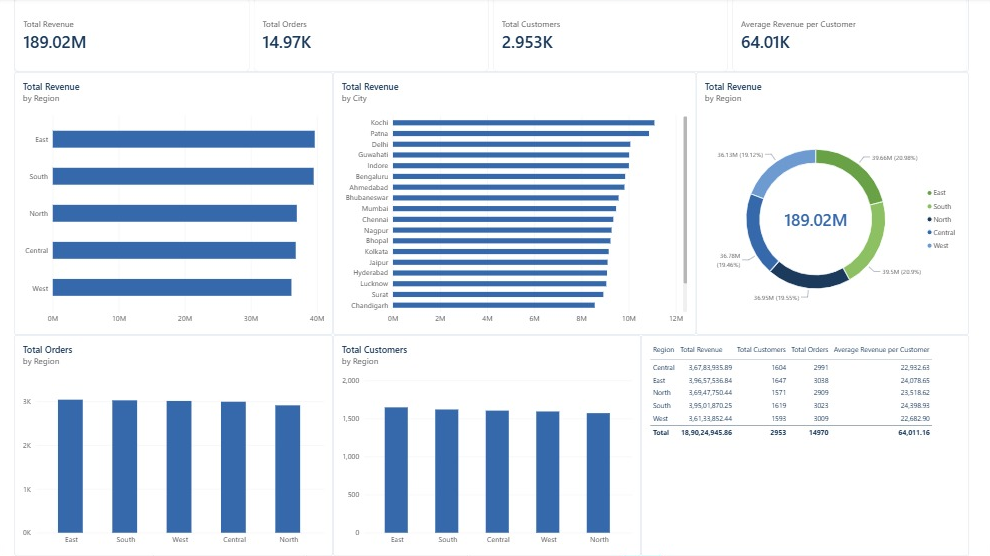 Total Revenue
189.02M
Total Orders
14.97K
Total Customers
2.953K
Average Revenue per Customer
64.01K
Total Revenue
by Region
East
South
North
Central
West
0M 10M 20M 30M 40M
Total Revenue
by City
Kochi
Patna
Delhi
Guwahati
Indore
Bengaluru
Ahmedabad
Bhubaneswar
Mumbai
Chennai
Nagpur
Bhopal
Kolkata
Jaipur
Hyderabad
Lucknow
Surat
Chandigarh
0M 2M 4M 6M 8M 10M 12M
Total Revenue
by Region
36.13M (19.12%)
39.66M (20.98%)
189.02M
36.78M
(19.46%)
39.5M (20.9%)
36.95M (19.55%)
East
South
North
Central
West
Total Orders
by Region
3K
2K
1K
0K
East South West Central North
Total Customers
by Region
2,000
1,500
1,000
500
0
East South Central West North
Region Total Revenue Total Customers Total Orders Average Revenue per Customer
Central 3,67,83,935.89 1604 2991 22,932.63
East 3,96,57,536.84 1647 3038 24,078.65
North 3,69,47,750.44 1571 2909 23,518.62
South 3,95,01,870.25 1619 3023 24,398.93
West 3,61,33,852.44 1593 3009 22,682.90
Total 18,90,24,945.86 2953 14970 64,011.16